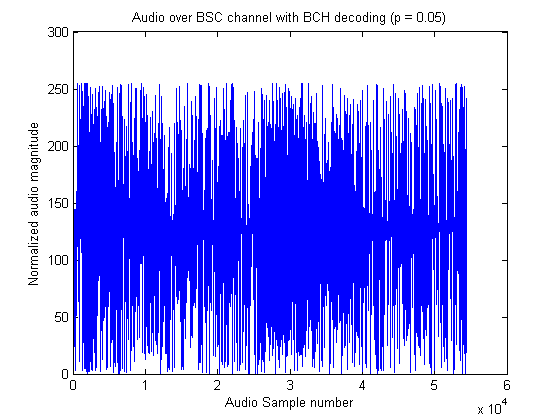 Audio over BSC channel with BCH decoding (p = 0.05)
300
250
200
150
100
50
0
Normalized audio magnitude
0 1 2 3 4 5 6
Audio Sample number
x 10^4